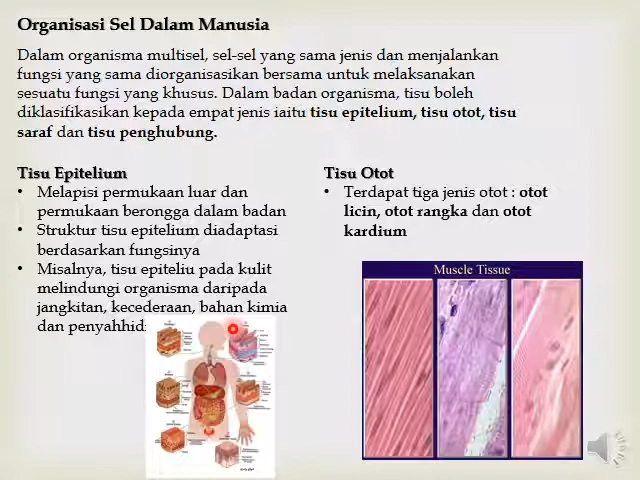 Organisasi Sel Dalam Manusia
Dalam organisma multisel, sel-sel yang sama jenis dan menjalankan
fungsi yang sama diorganisasikan bersama untuk melaksanakan
sesuatu fungsi yang khusus. Dalam badan organisma, tisu boleh
diklasifikasikan kepada empat jenis iaitu tisu epitelium, tisu otot, tisu
saraf dan tisu penghubung.
Tisu Epitelium
• Melapisi permukaan luar dan
permukaan berongga dalam badan
• Struktur tisu epitelium diadaptasi
berdasarkan fungsinya
• Misalnya, tisu epiteliu pada kulit
melindungi organisma daripada
jangkitan, kecederaan, bahan kimia
dan penyahhid
Tisu Otot
• Terdapat tiga jenis otot : otot
licin, otot rangka dan otot
kardium
Muscle Tissue